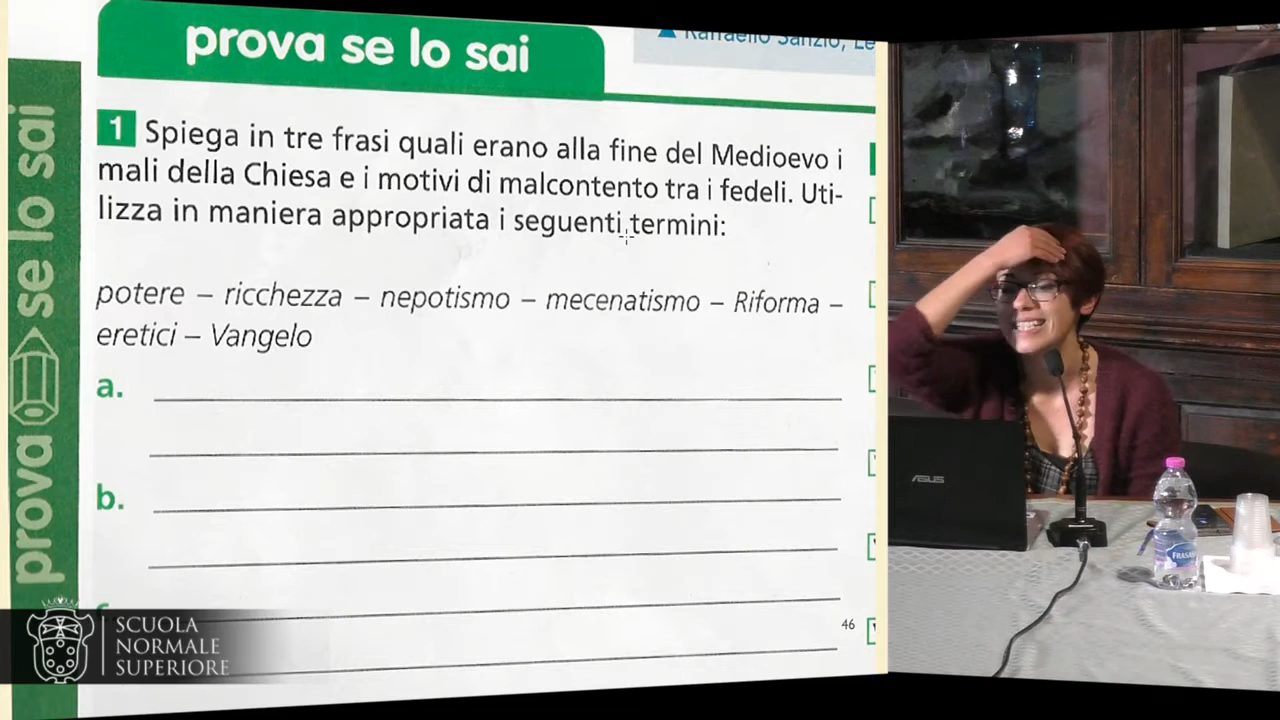 prova se lo sai
Raffaello Sanzio, Le
prova se lo sai
1 Spiega in tre frasi quali erano alla fine del Medioevo i
mali della Chiesa e i motivi di malcontento tra i fedeli. Uti-
lizza in maniera appropriata i seguenti termini:
potere – ricchezza – nepotismo – mecenatismo – Riforma –
eretici – Vangelo
a.
b.
46
SCUOLA
NORMALE
SUPERIORE
ASUS